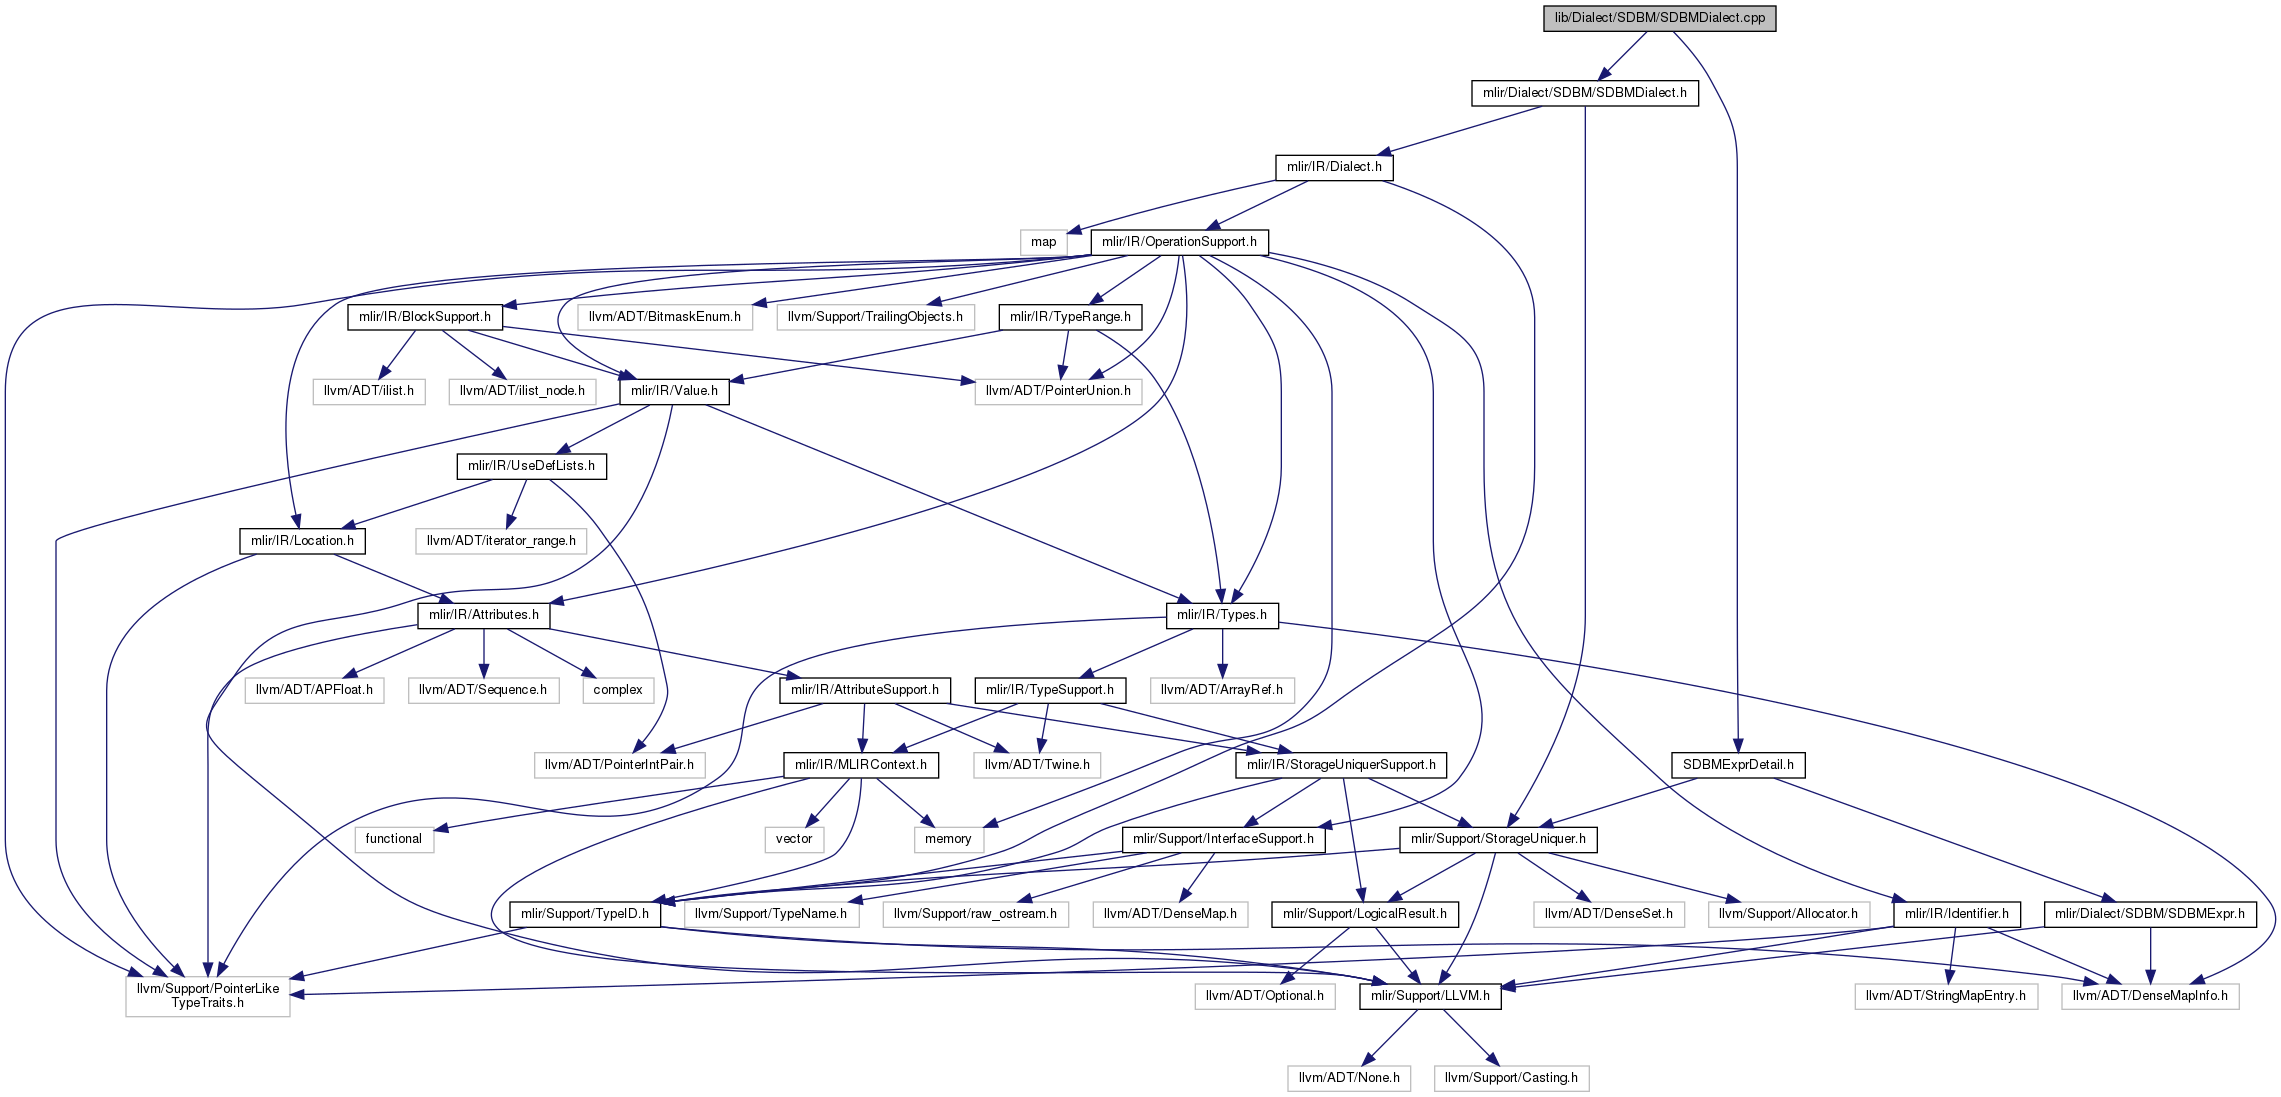 lib/Dialect/SDBM/SDBMDialect.cpp
mlir/Dialect/SDBM/SDBMDialect.h
mlir/IR/Dialect.h
map
mlir/IR/OperationSupport.h
mlir/IR/BlockSupport.h
llvm/ADT/BitmaskEnum.h
llvm/Support/TrailingObjects.h
mlir/IR/TypeRange.h
llvm/ADT/ilist.h
llvm/ADT/ilist_node.h
mlir/IR/Value.h
llvm/ADT/PointerUnion.h
mlir/IR/UseDefLists.h
mlir/IR/Location.h
llvm/ADT/iterator_range.h
mlir/IR/Attributes.h
mlir/IR/Types.h
llvm/ADT/APFloat.h
llvm/ADT/Sequence.h
complex
mlir/IR/AttributeSupport.h
mlir/IR/TypeSupport.h
llvm/ADT/ArrayRef.h
llvm/ADT/PointerIntPair.h
mlir/IR/MLIRContext.h
llvm/ADT/Twine.h
mlir/IR/StorageUniquerSupport.h
SDBMExprDetail.h
functional
vector
memory
mlir/Support/InterfaceSupport.h
mlir/Support/StorageUniquer.h
mlir/Support/TypeID.h
llvm/Support/TypeName.h
llvm/Support/raw_ostream.h
llvm/ADT/DenseMap.h
mlir/Support/LogicalResult.h
llvm/ADT/DenseSet.h
llvm/Support/Allocator.h
mlir/IR/Identifier.h
mlir/Dialect/SDBM/SDBMExpr.h
llvm/Support/PointerLike
TypeTraits.h
llvm/ADT/Optional.h
mlir/Support/LLVM.h
llvm/ADT/StringMapEntry.h
llvm/ADT/DenseMapInfo.h
llvm/ADT/None.h
llvm/Support/Casting.h